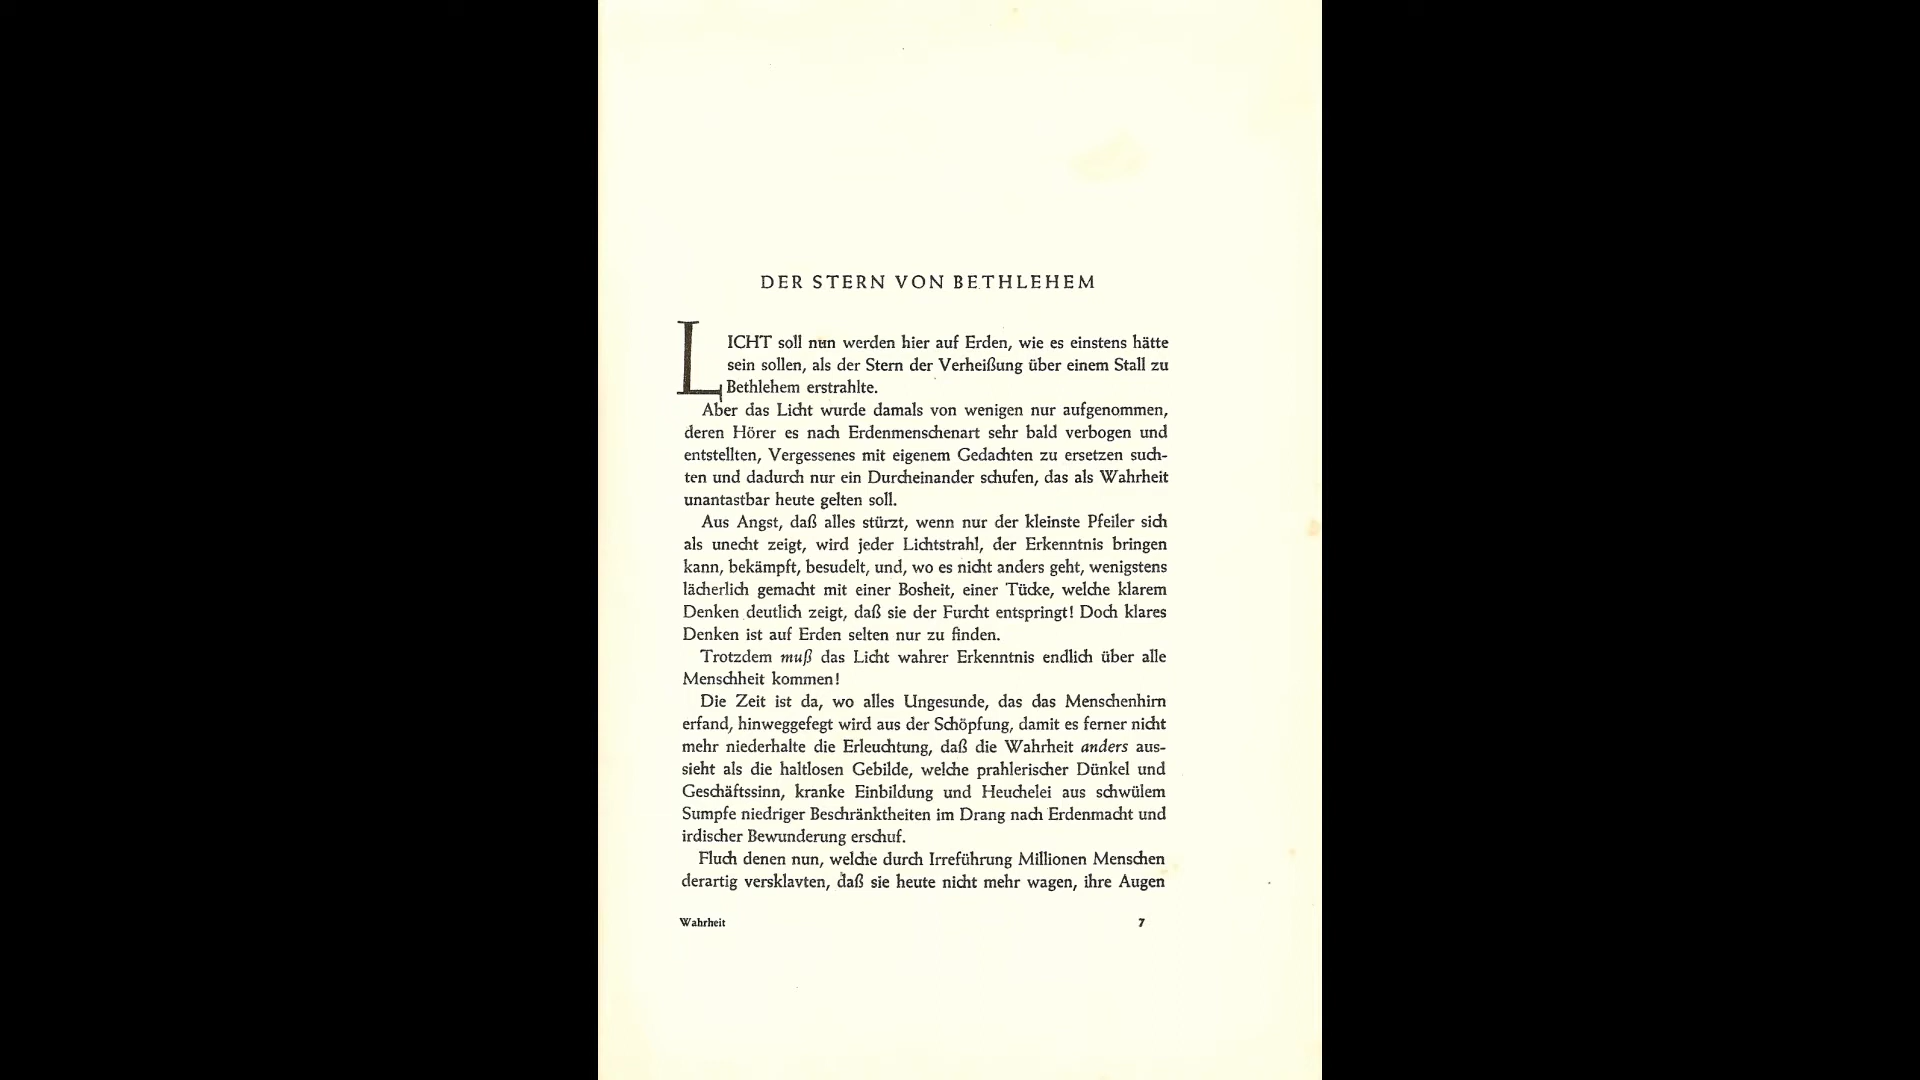 DER STERN VON BETHLEHEM
LICHT soll nun werden hier auf Erden, wie es einstens hätte
sein sollen, als der Stern der Verheißung über einem Stall zu
Bethlehem erstrahlte.
Aber das Licht wurde damals von wenigen nur aufgenommen,
deren Hörer es nach Erdenmenschenart sehr bald verbogen und
entstellten, Vergessenes mit eigenem Gedachten zu ersetzen such-
ten und dadurch nur ein Durcheinander schufen, das als Wahrheit
unantastbar heute gelten soll.
Aus Angst, daß alles stürzt, wenn nur der kleinste Pfeiler sich
als unecht zeigt, wird jeder Lichtstrahl, der Erkenntnis bringen
kann, bekämpft, besudelt, und, wo es nicht anders geht, wenigstens
lächerlich gemacht mit einer Bosheit, einer Tücke, welche klarem
Denken deutlich zeigt, daß sie der Furcht entspringt! Doch klares
Denken ist auf Erden selten nur zu finden.
Trotzdem muß das Licht wahrer Erkenntnis endlich über alle
Menschheit kommen!
Die Zeit ist da, wo alles Ungesunde, das das Menschenhirn
erfand, hinweggefegt wird aus der Schöpfung, damit es ferner nicht
mehr niederhalte die Erleuchtung, daß die Wahrheit anders aus-
sieht als die haltlosen Gebilde, welche prahlerischer Dünkel und
Geschäftssinn, kranke Einbildung und Heuchelei aus schwülem
Sumpfe niedriger Beschränktheiten im Drang nach Erdenmacht und
irdischer Bewunderung erschuf.
Fluch denen nun, welche durch Irreführung Millionen Menschen
derartig versklavten, daß sie heute nicht mehr wagen, ihre Augen
Wahrheit 7